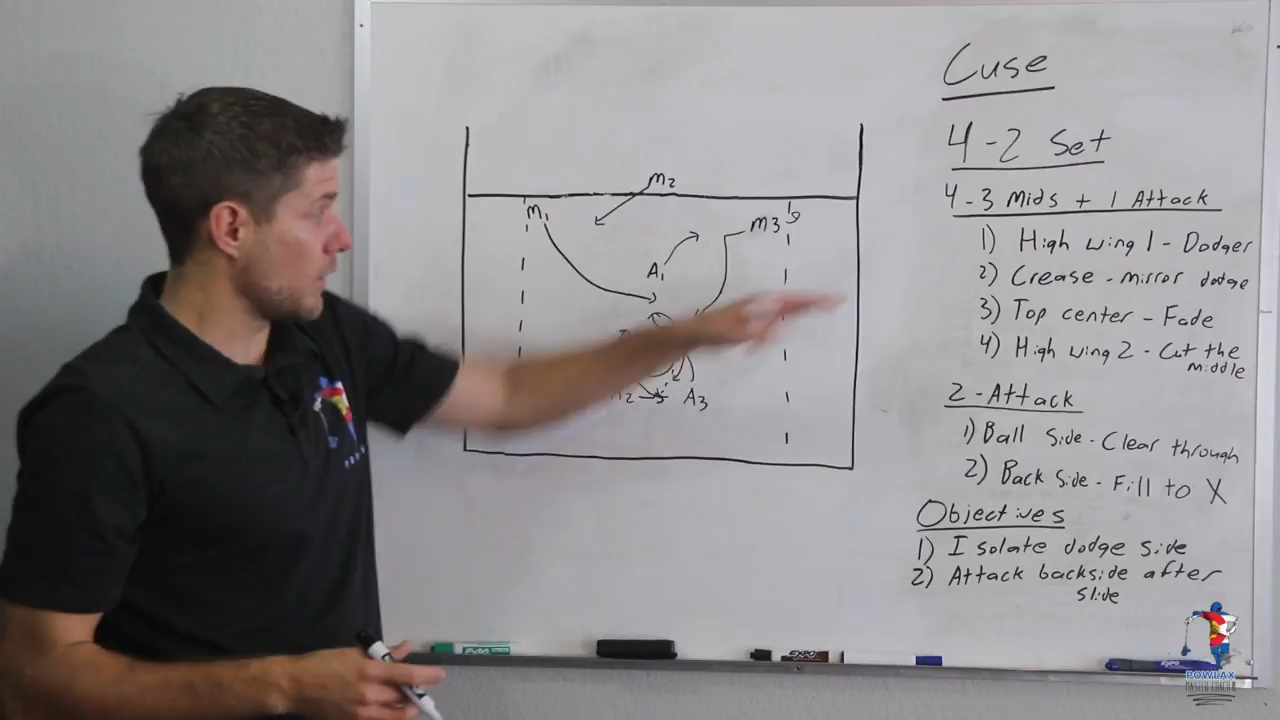 Cuse
4-2 Set
4-3 Mids + 1 Attack
1) High wing 1 - Dodger
2) Crease - mirror dodge
3) Top center - Fade
4) High wing 2 - Cut the
middle
2-Attack
1) Ball Side - Clear through
2) Back Side - Fill to X
Objectives
1) Isolate dodge side
2) Attack backside after
slide
M2
M1
M3
A1
A3
EXPO
EXPO
POWLAX